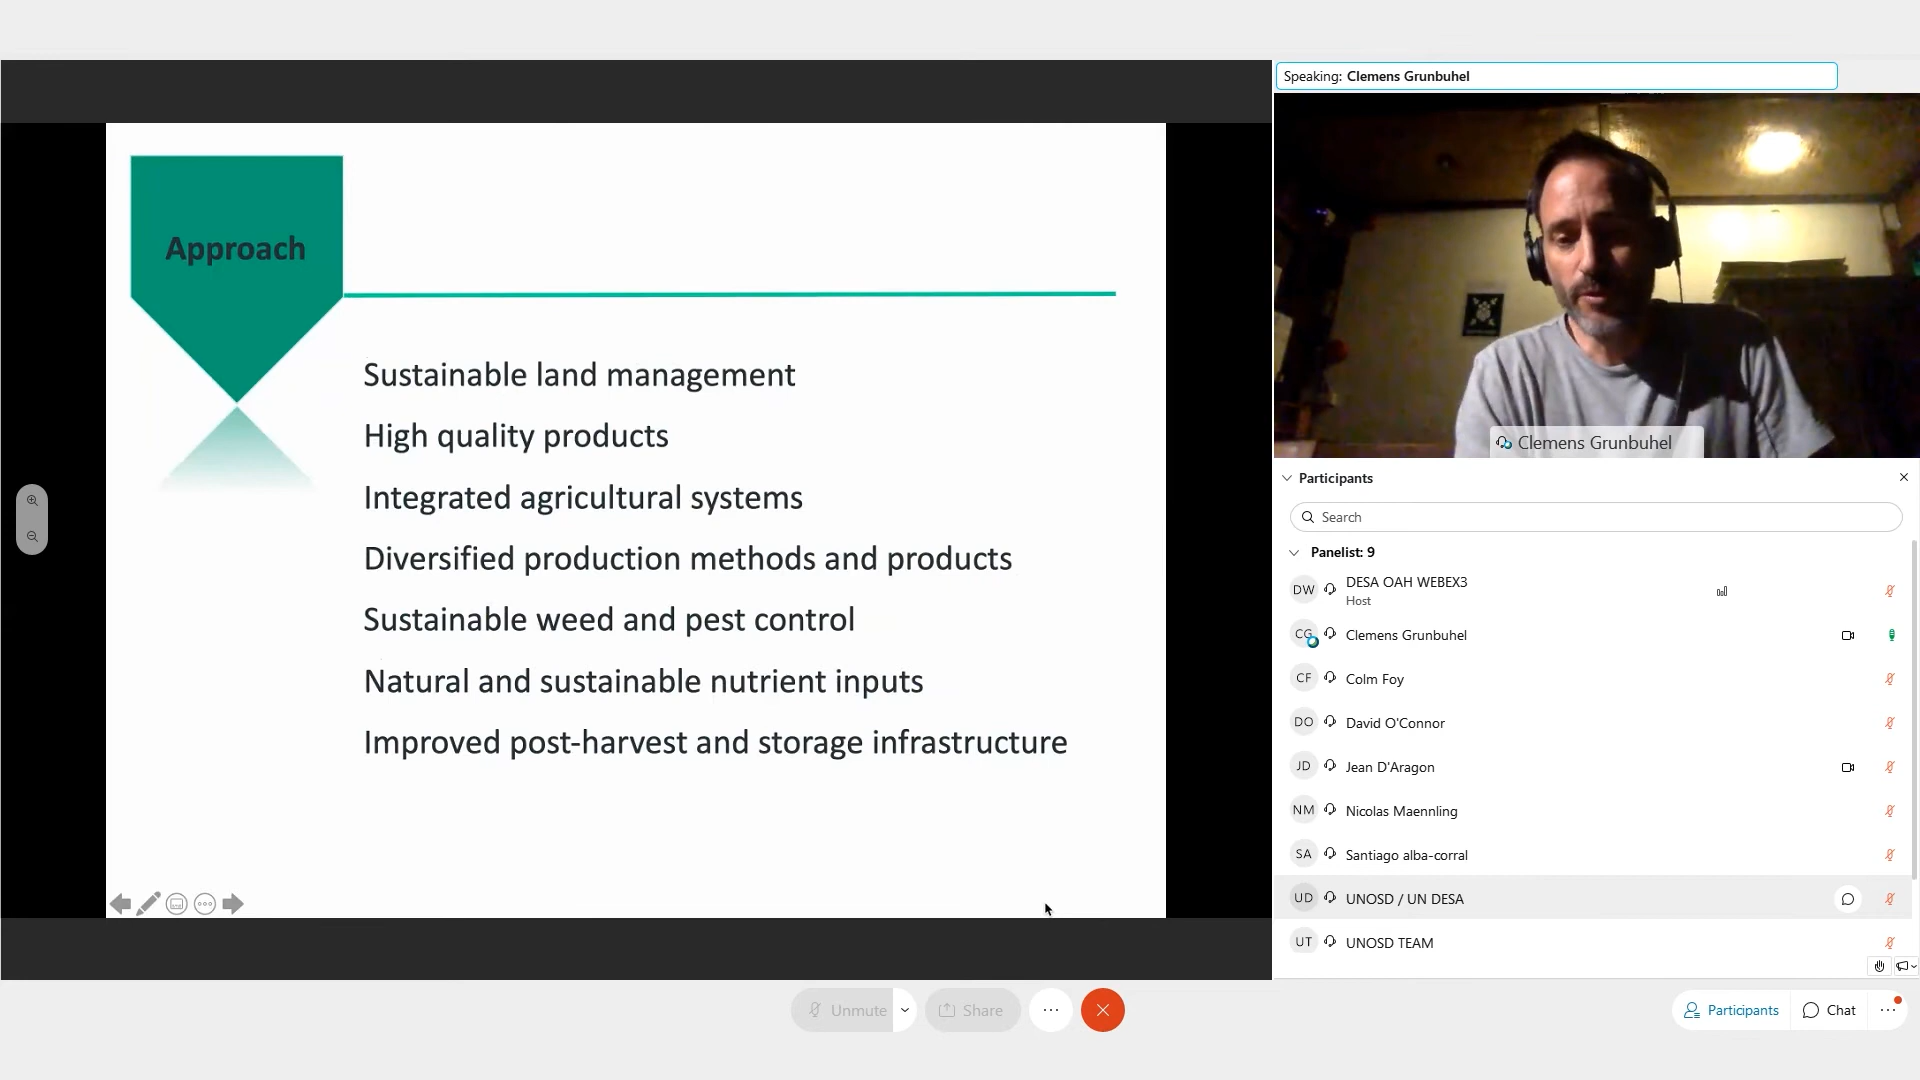 Approach
Sustainable land management
High quality products
Integrated agricultural systems
Diversified production methods and products
Sustainable weed and pest control
Natural and sustainable nutrient inputs
Improved post-harvest and storage infrastructure
Speaking: Clemens Grunbuhel
Clemens Grunbuhel
Participants
Search
Panelist: 9
DW DESA OAH WEBEX3
Host
CG Clemens Grunbuhel
CF Colm Foy
DO David O'Connor
JD Jean D'Aragon
NM Nicolas Maennling
SA Santiago alba-corral
UD UNOSD / UN DESA
UT UNOSD TEAM
Unmute
Share
Participants
Chat